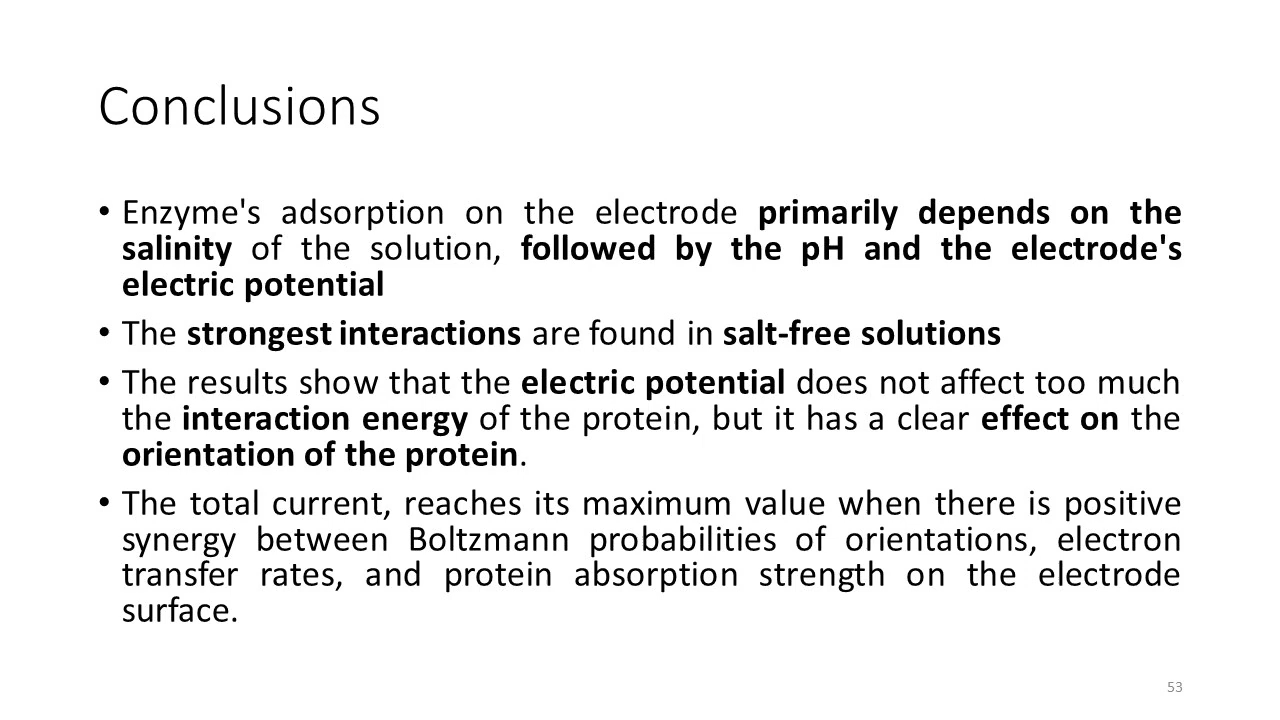 Conclusions
• Enzyme's adsorption on the electrode primarily depends on the
salinity of the solution, followed by the pH and the electrode's
electric potential
• The strongest interactions are found in salt-free solutions
• The results show that the electric potential does not affect too much
the interaction energy of the protein, but it has a clear effect on the
orientation of the protein.
• The total current, reaches its maximum value when there is positive
synergy between Boltzmann probabilities of orientations, electron
transfer rates, and protein absorption strength on the electrode
surface.
53